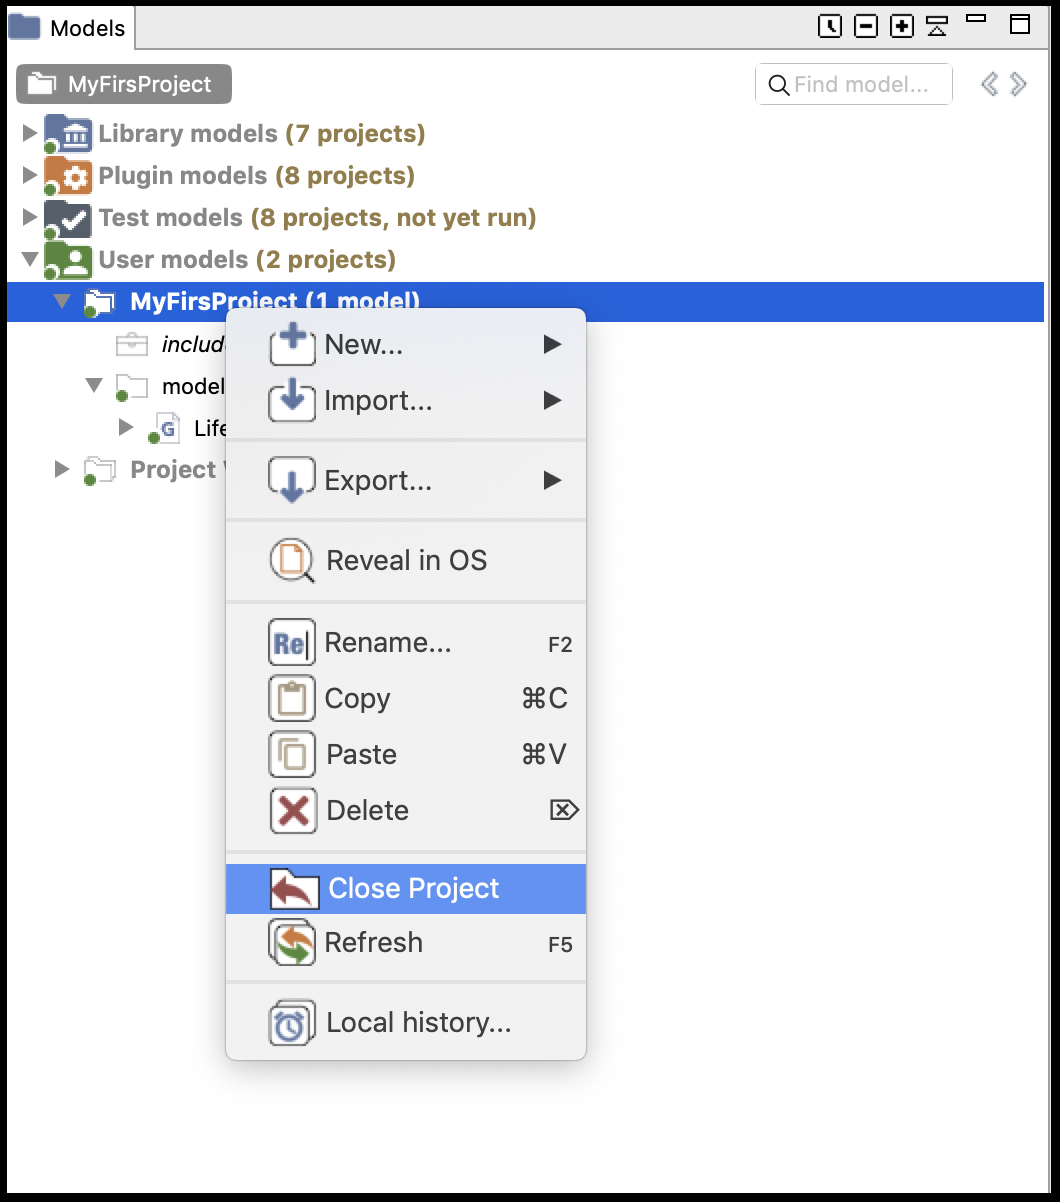 Models
MyFirsProject
Find model...
Library models (7 projects)
Plugin models (8 projects)
Test models (8 projects, not yet run)
User models (2 projects)
MyFirsProject (1 model)
includ
New...
model
Import...
Life
Project
Export...
Reveal in OS
Re Rename... F2
Copy ⌘C
Paste ⌘V
Delete ⌦
Close Project
Refresh F5
Local history...